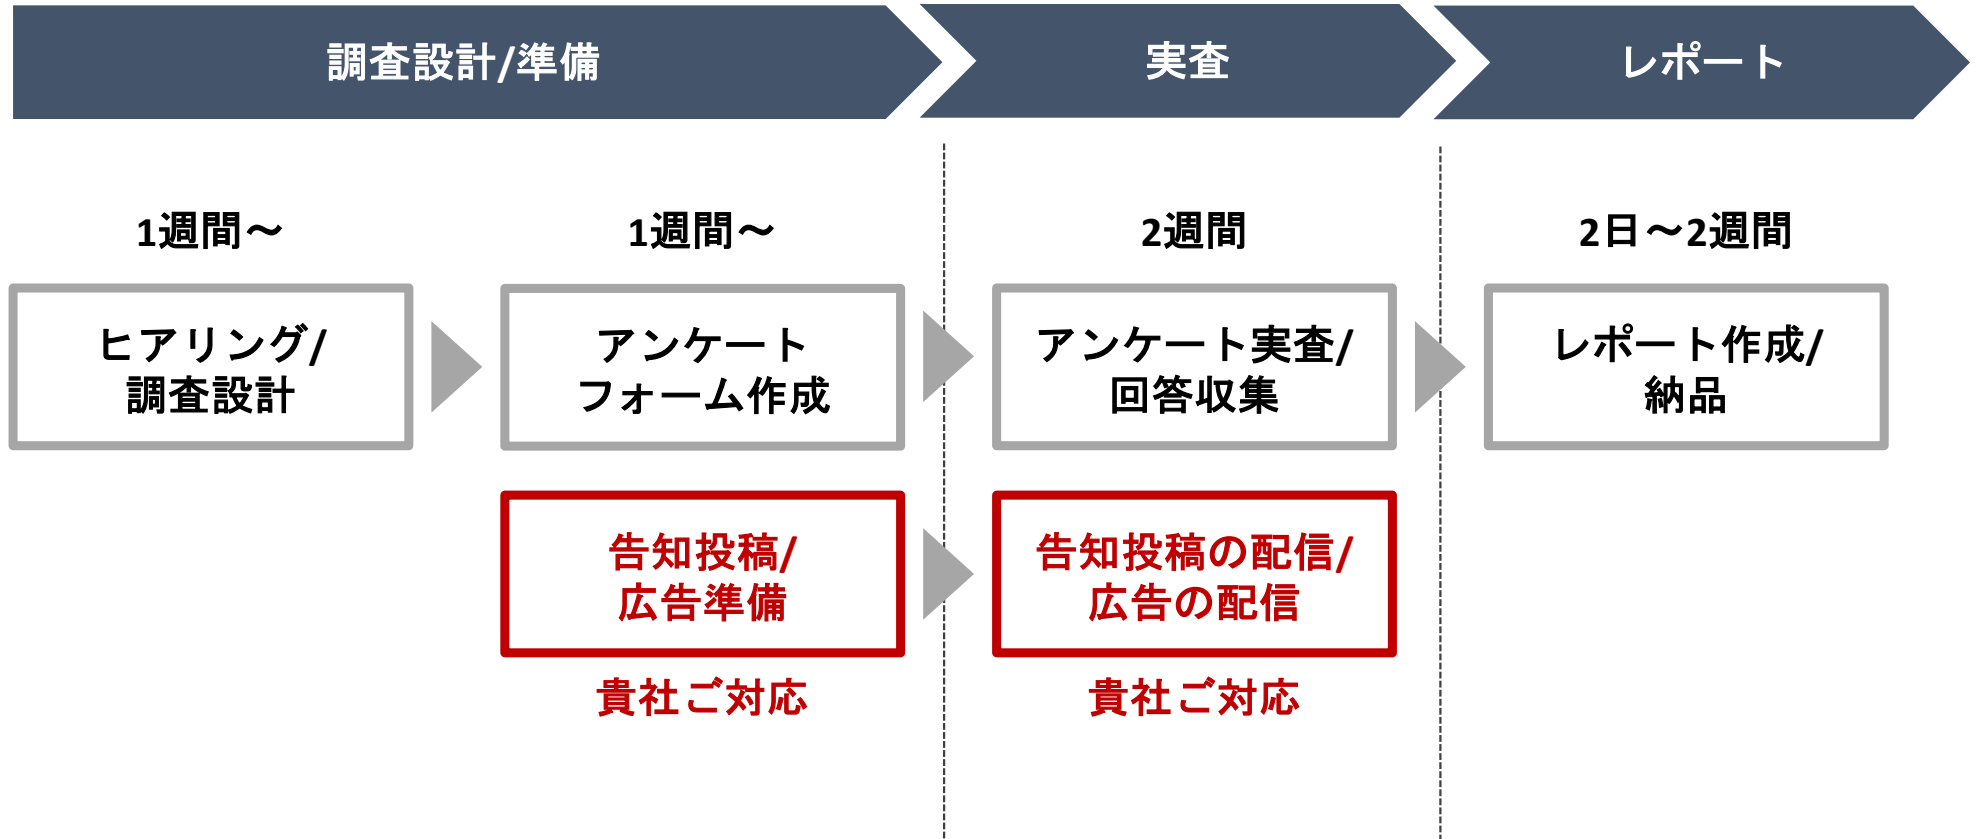 調査設計/準備
実査
レポート
1週間～
1週間～
2週間
2日～2週間
ヒアリング/
調査設計
アンケート
フォーム作成
アンケート実査/
回答収集
レポート作成/
納品
告知投稿/
広告準備
告知投稿の配信/
広告の配信
貴社ご対応
貴社ご対応